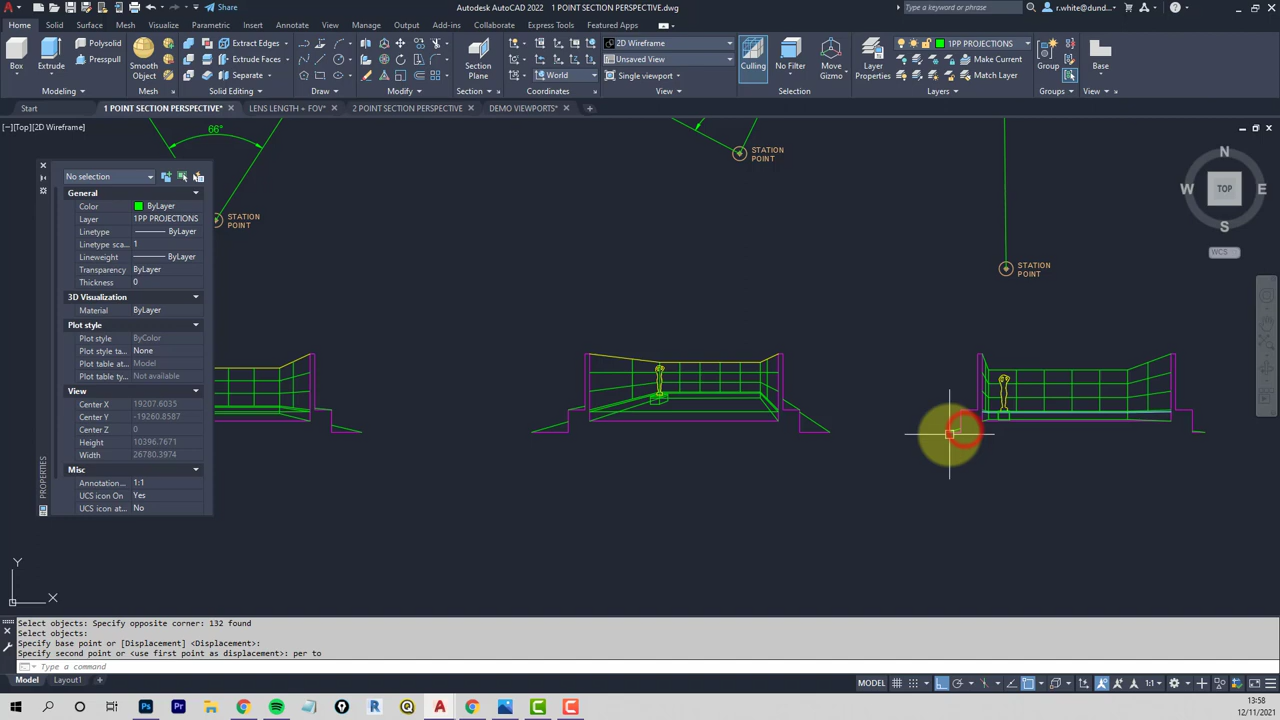 Share
Autodesk AutoCAD 2022 1 POINT SECTION PERSPECTIVE.dwg
Type a keyword or phrase
r.white@dund...
Home Solid Surface Mesh Visualize Parametric Insert Annotate View Manage Output Add-ins Collaborate Express Tools Featured Apps
Box Extrude Polysolid Presspull Smooth Object Extract Edges Extrude Faces Separate Section Plane World 2D Wireframe Unsaved View Single viewport Culling No Filter Move Gizmo Layer Properties 1PP PROJECTIONS Make Current Match Layer Group Base
Modeling Mesh Solid Editing Draw Modify Section Coordinates View Selection Layers Groups View
Start 1 POINT SECTION PERSPECTIVE* LENS LENGTH + FOV* 2 POINT SECTION PERSPECTIVE DEMO VIEWPORTS*
[−][Top][2D Wireframe]
66°
STATION
POINT
STATION
POINT
STATION
POINT
N
W TOP E
S
WCS
No selection
General
Color ByLayer
Layer 1PP PROJECTIONS
Linetype ByLayer
Linetype sca... 1
Lineweight ByLayer
Transparency ByLayer
Thickness 0
3D Visualization
Material ByLayer
Plot style
Plot style ByColor
Plot style ta... None
Plot table at... Model
Plot table ty... Not available
View
Center X 19207.6035
Center Y -19260.8587
Center Z 0
Height 10396.7671
Width 26780.3974
Misc
Annotation... 1:1
UCS icon On Yes
UCS icon at... No
PROPERTIES
Y
X
Select objects: Specify opposite corner: 132 found
Select objects:
Specify base point or [Displacement] <Displacement>:
Specify second point or <use first point as displacement>: per to
Type a command
Model Layout1 +
MODEL 1:1
13:58
12/11/2021